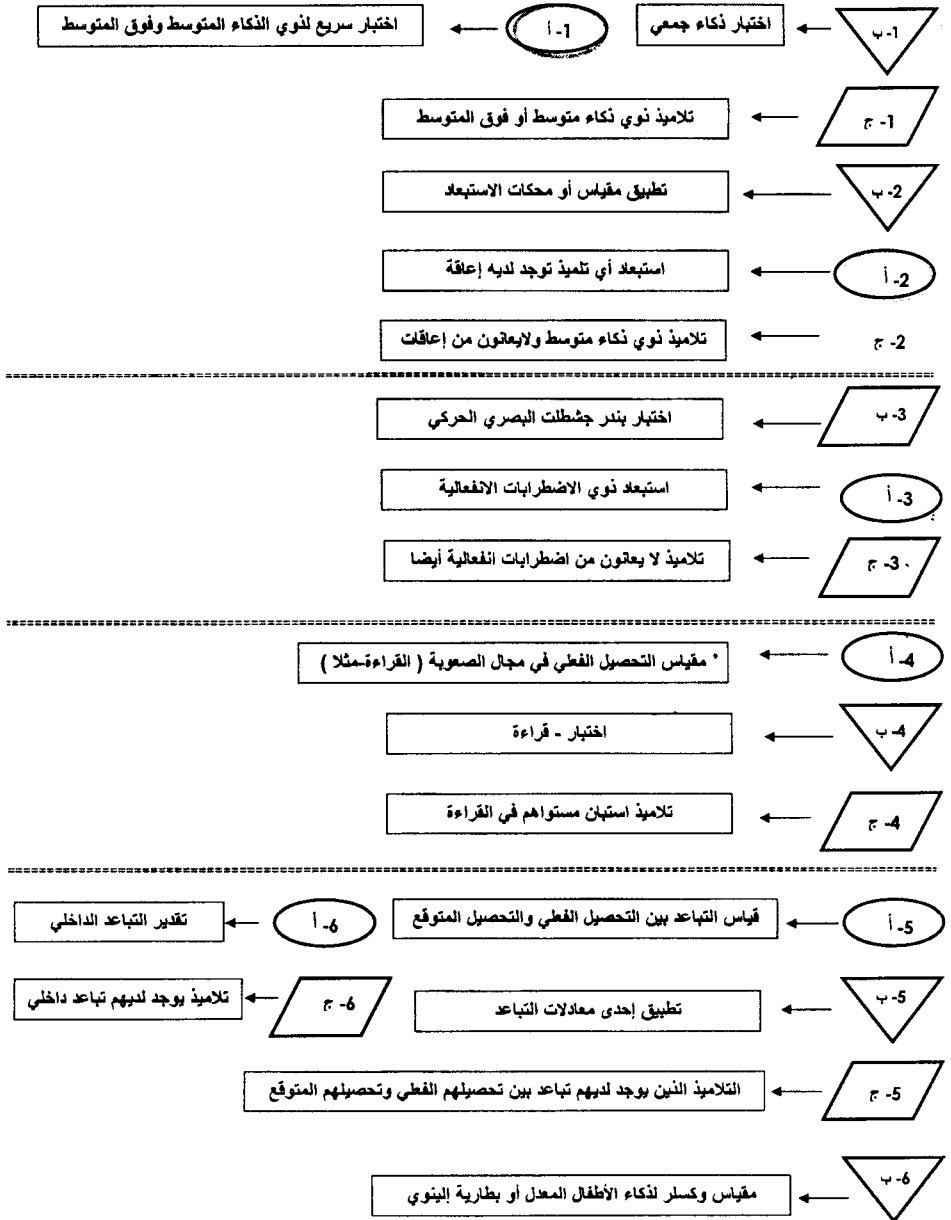 1- ب اختبار ذكاء جمعي 1- أ اختبار سريع لذوي الذكاء المتوسط وفوق المتوسط
1- ج تلاميذ ذوي ذكاء متوسط أو فوق المتوسط
2- ب تطبيق مقياس أو محكات الاستبعاد
2- أ استبعاد أي تلميذ توجد لديه إعاقة
2- ج تلاميذ ذوي ذكاء متوسط ولايعانون من إعاقات
3- ب اختبار بندر جشطلت البصري الحركي
3- أ استبعاد ذوي الاضطرابات الانفعالية
3- ج تلاميذ لا يعانون من اضطرابات انفعالية أيضا
4- أ مقياس التحصيل الفعلي في مجال الصعوبة ( القراءة-مثلا )
4- ب اختبار - قراءة
4- ج تلاميذ استبان مستواهم في القراءة
5- أ قياس التباعد بين التحصيل الفعلي والتحصيل المتوقع 6- أ تقدير التباعد الداخلي
5- ب تطبيق إحدى معادلات التباعد 6- ج تلاميذ يوجد لديهم تباعد داخلي
5- ج التلاميذ الذين يوجد لديهم تباعد بين تحصيلهم الفعلي وتحصيلهم المتوقع
6- ب مقياس وكسلر لذكاء الأطفال المعدل أو بطارية إلينوي